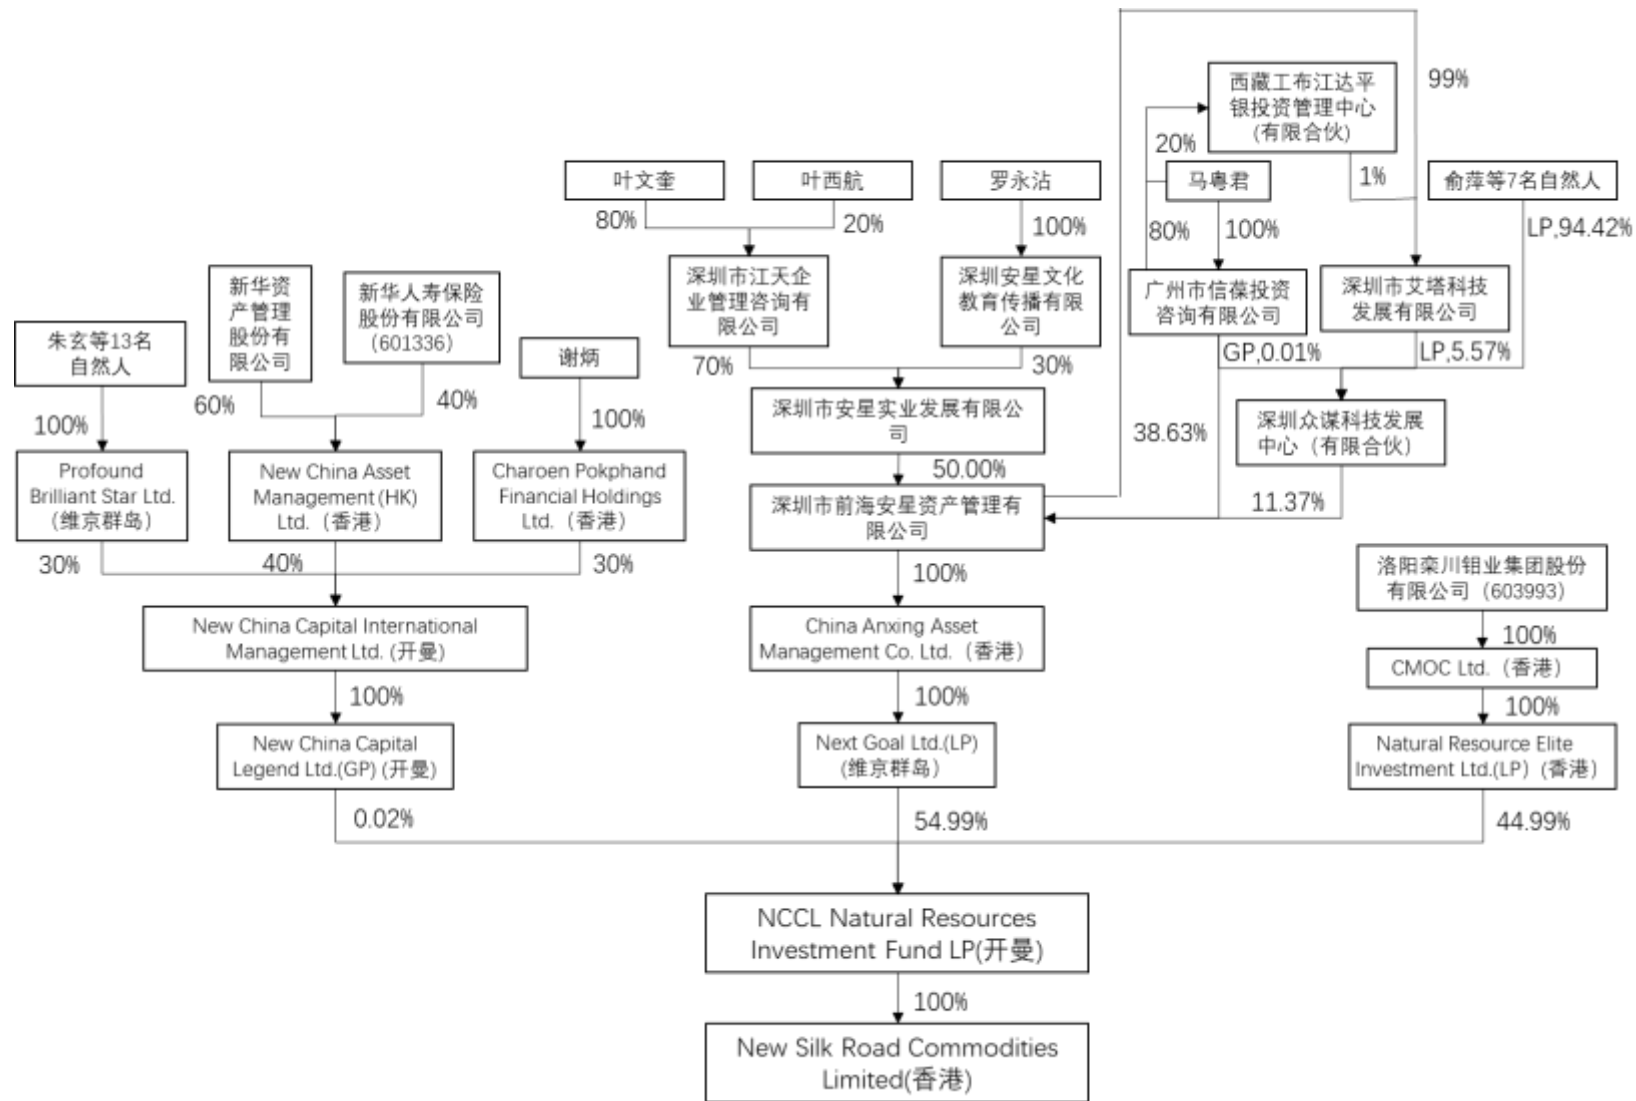 西藏工布江达平
银投资管理中心
(有限合伙)
99%
20%
1%
叶文奎
叶西航
罗永沾
马粤君
俞萍等7名自然人
80%
20%
100%
80%
100%
LP,94.42%
深圳市江天企
业管理咨询有
限公司
深圳安星文化
教育传播有限
公司
广州市信葆投资
咨询有限公司
深圳市艾塔科技
发展有限公司
新华资
产管理
股份有
限公司
新华人寿保险
股份有限公司
（601336）
朱玄等13名
自然人
谢炳
70%
30%
GP,0.01%
LP,5.57%
60%
40%
100%
100%
深圳市安星实业发展有限公
司
38.63%
深圳众谋科技发展
中心（有限合伙）
Profound
Brilliant Star Ltd.
（维京群岛）
New China Asset
Management (HK)
Ltd.（香港）
Charoen Pokphand
Financial Holdings
Ltd.（香港）
50.00%
11.37%
深圳市前海安星资产管理有
限公司
30%
40%
30%
100%
洛阳栾川钼业集团股份
有限公司（603993）
New China Capital International
Management Ltd. (开曼)
China Anxing Asset
Management Co. Ltd.（香港）
100%
CMOC Ltd.（香港）
100%
100%
100%
New China Capital
Legend Ltd.(GP) (开曼)
Next Goal Ltd.(LP)
(维京群岛）
Natural Resource Elite
Investment Ltd.(LP）(香港）
0.02%
54.99%
44.99%
NCCL Natural Resources
Investment Fund LP(开曼)
100%
New Silk Road Commodities
Limited(香港)